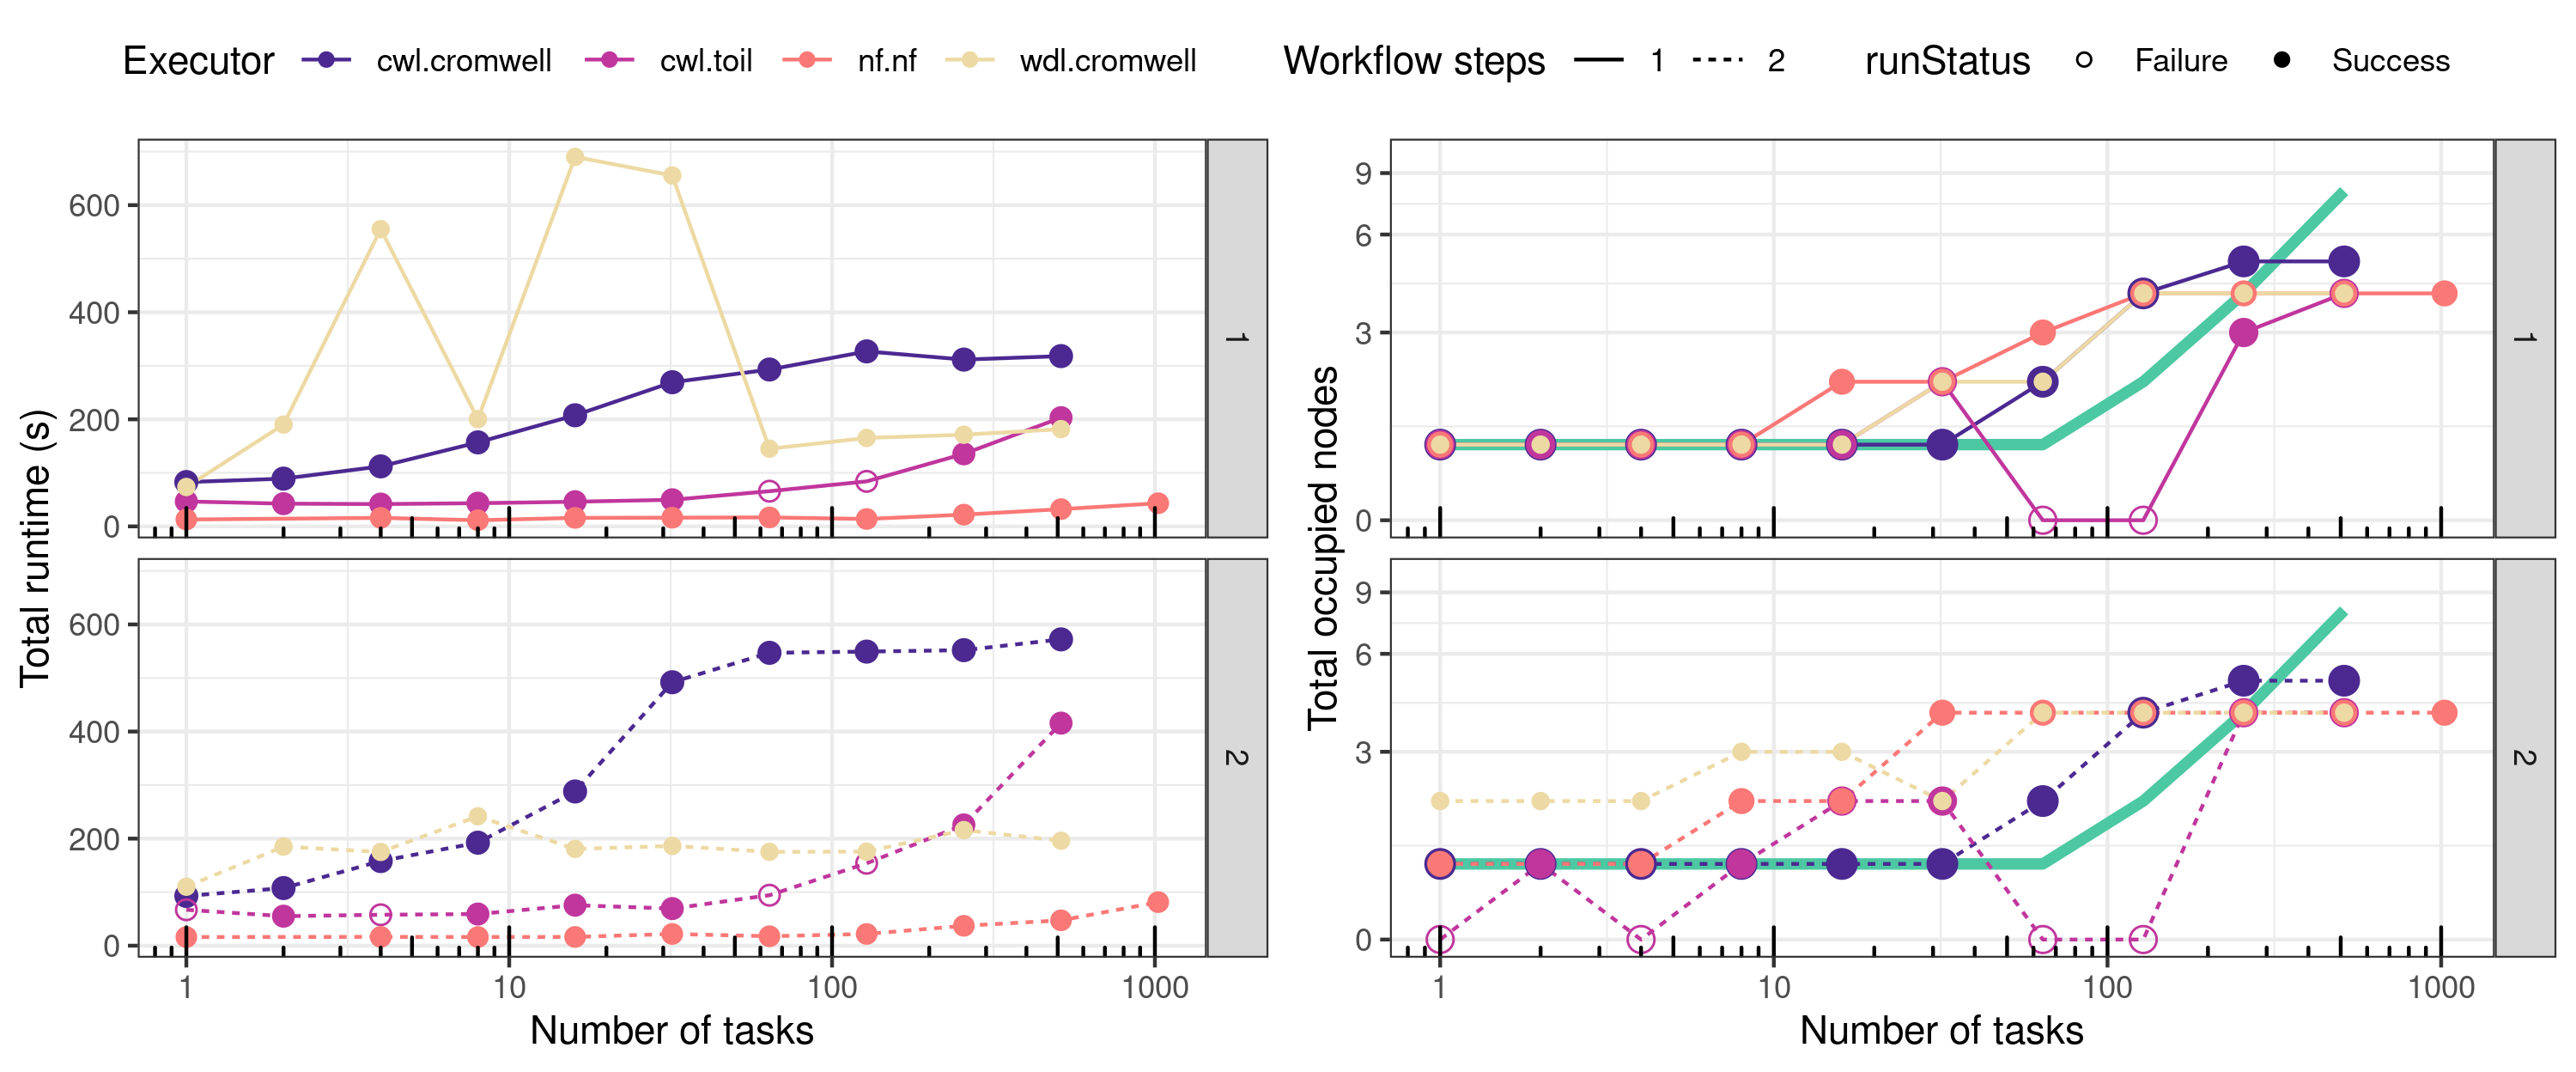 Executor cwl.cromwell cwl.toil nf.nf wdl.cromwell Workflow steps 1 2 runStatus Failure Success
Total runtime (s)
600
400
200
0
1
600
400
200
0
2
1 10 100 1000
Number of tasks
Total occupied nodes
9
6
3
0
1
9
6
3
0
2
1 10 100 1000
Number of tasks